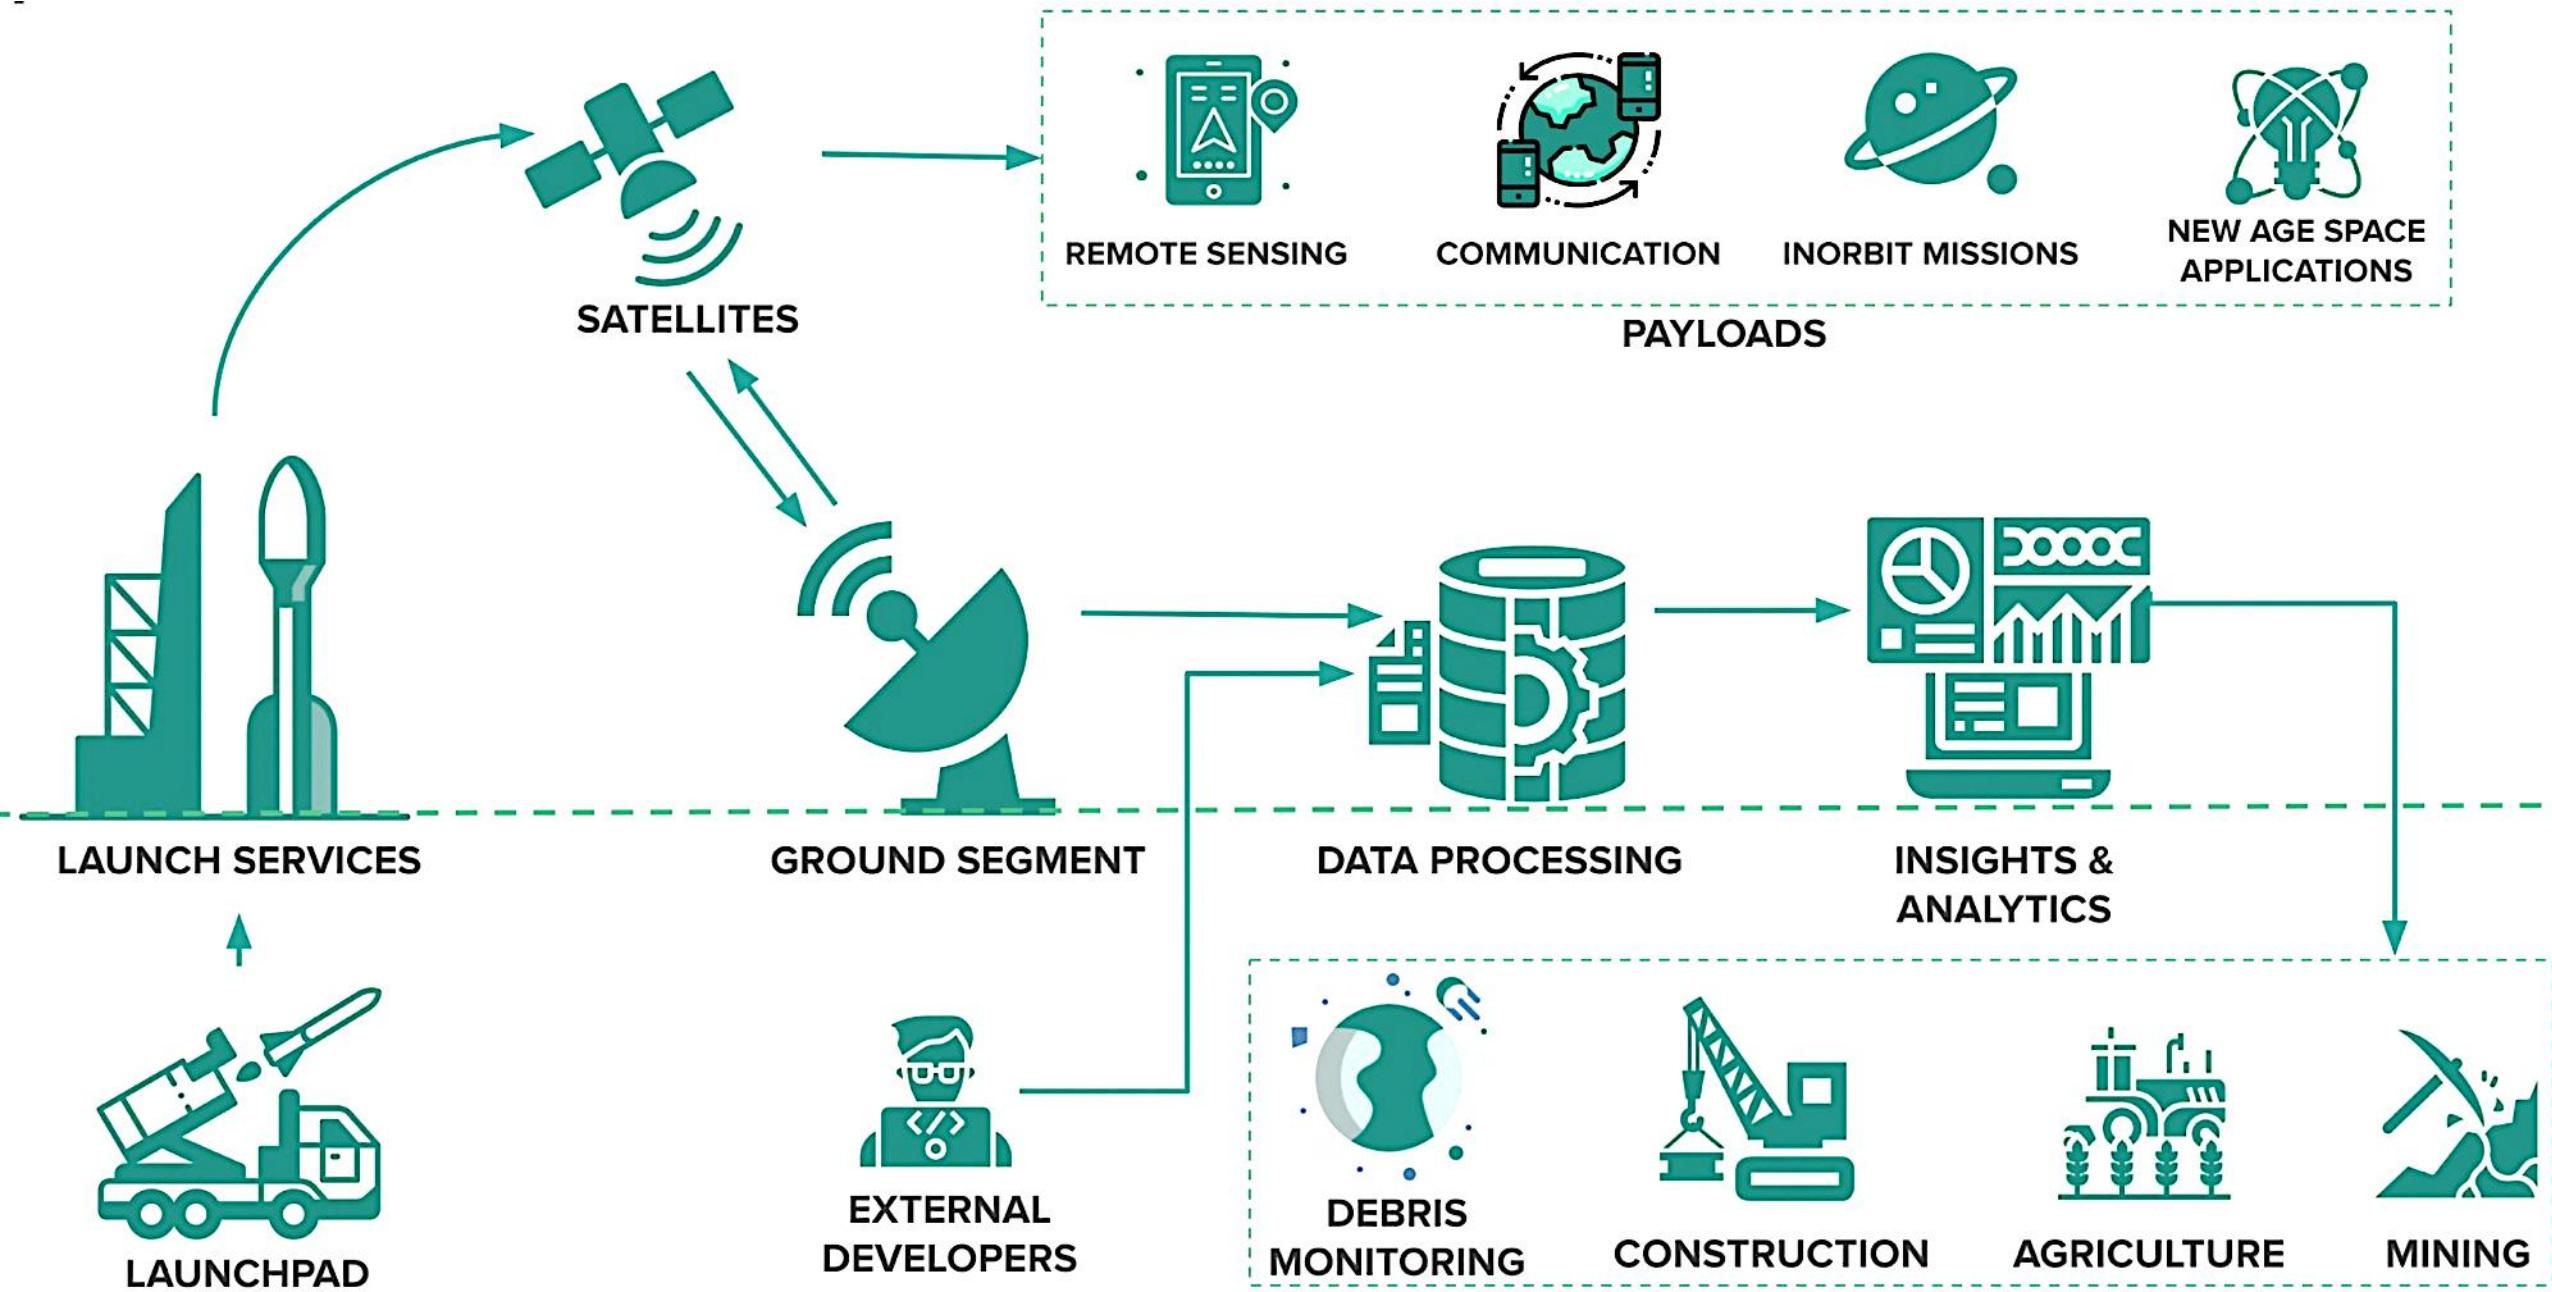 REMOTE SENSING
COMMUNICATION
INORBIT MISSIONS
NEW AGE SPACE
APPLICATIONS
SATELLITES
PAYLOADS
LAUNCH SERVICES
GROUND SEGMENT
DATA PROCESSING
INSIGHTS &
ANALYTICS
LAUNCHPAD
EXTERNAL
DEVELOPERS
DEBRIS
MONITORING
CONSTRUCTION
AGRICULTURE
MINING